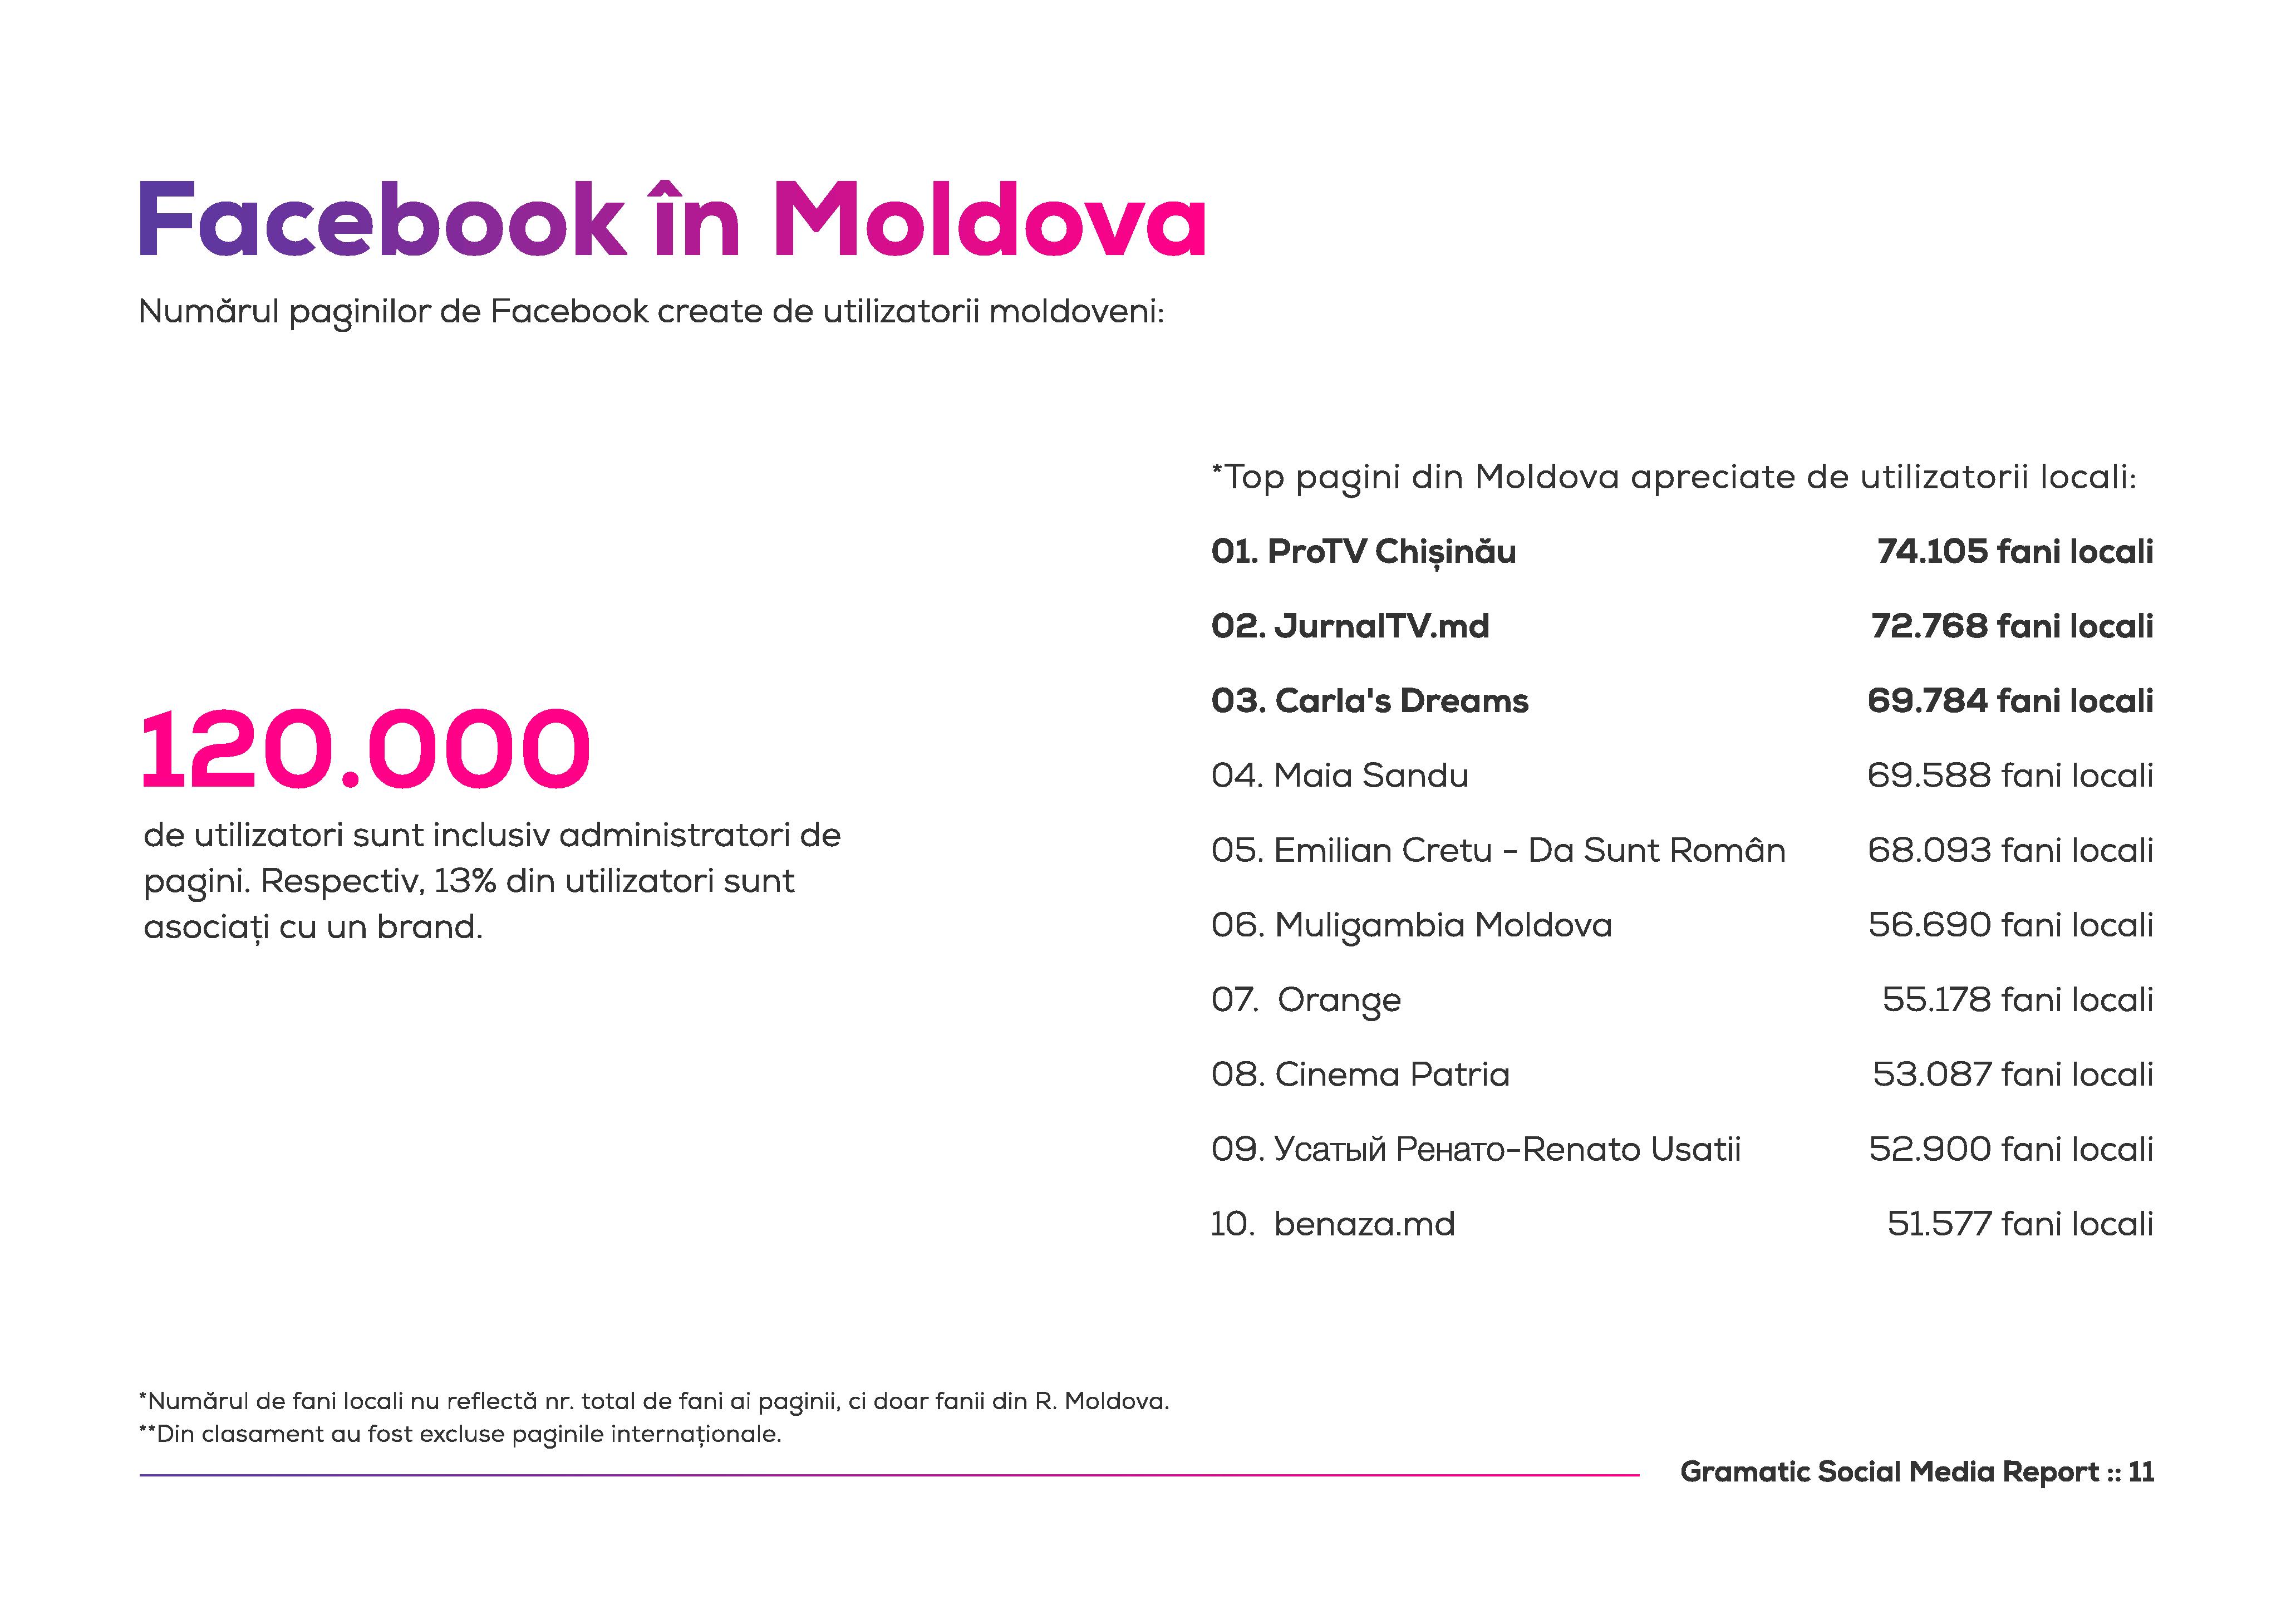 Facebook în Moldova
Numărul paginilor de Facebook create de utilizatorii moldoveni:
120.000
de utilizatori sunt inclusiv administratori de
pagini. Respectiv, 13% din utilizatori sunt
asociați cu un brand.
*Top pagini din Moldova apreciate de utilizatorii locali:
01. ProTV Chișinău 74.105 fani locali
02. JurnalTV.md 72.768 fani locali
03. Carla's Dreams 69.784 fani locali
04. Maia Sandu 69.588 fani locali
05. Emilian Cretu - Da Sunt Român 68.093 fani locali
06. Muligambia Moldova 56.690 fani locali
07. Orange 55.178 fani locali
08. Cinema Patria 53.087 fani locali
09. Усатый Ренато-Renato Usatii 52.900 fani locali
10. benaza.md 51.577 fani locali
*Numărul de fani locali nu reflectă nr. total de fani ai paginii, ci doar fanii din R. Moldova.
**Din clasament au fost excluse paginile internaționale.
Gramatic Social Media Report :: 11